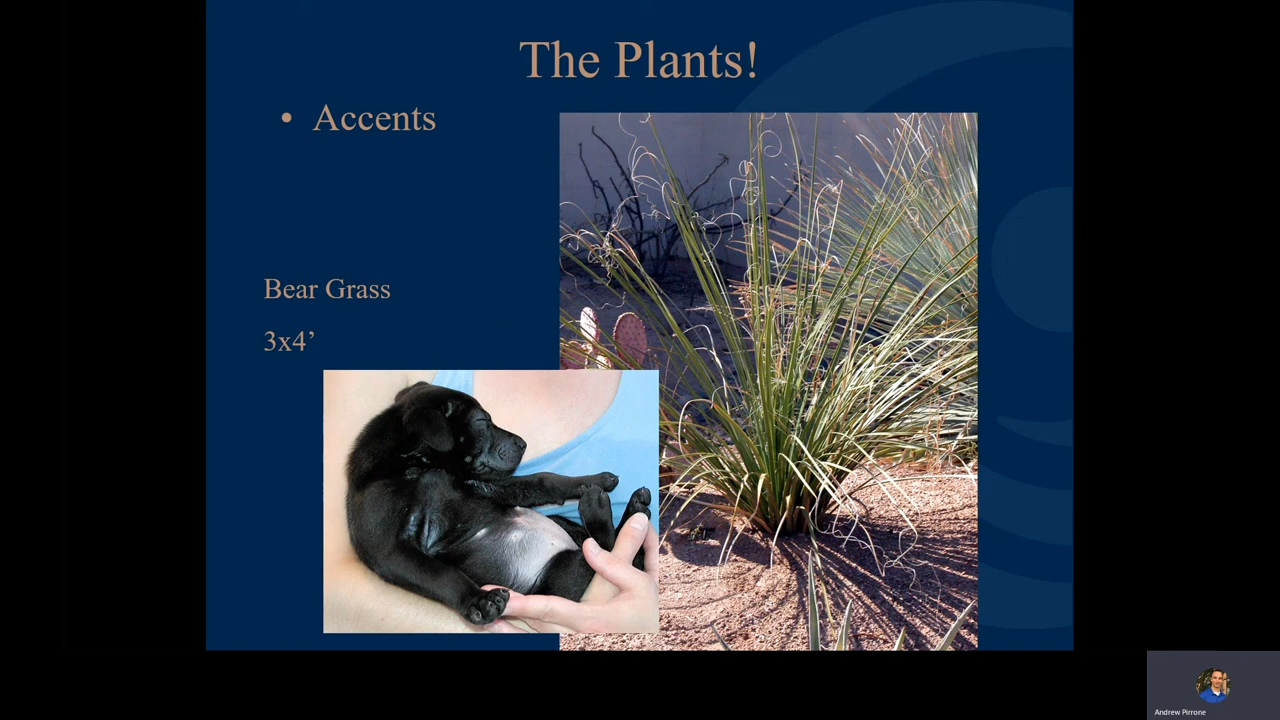 The Plants!
• Accents
Bear Grass
3x4’
Andrew Pirrone